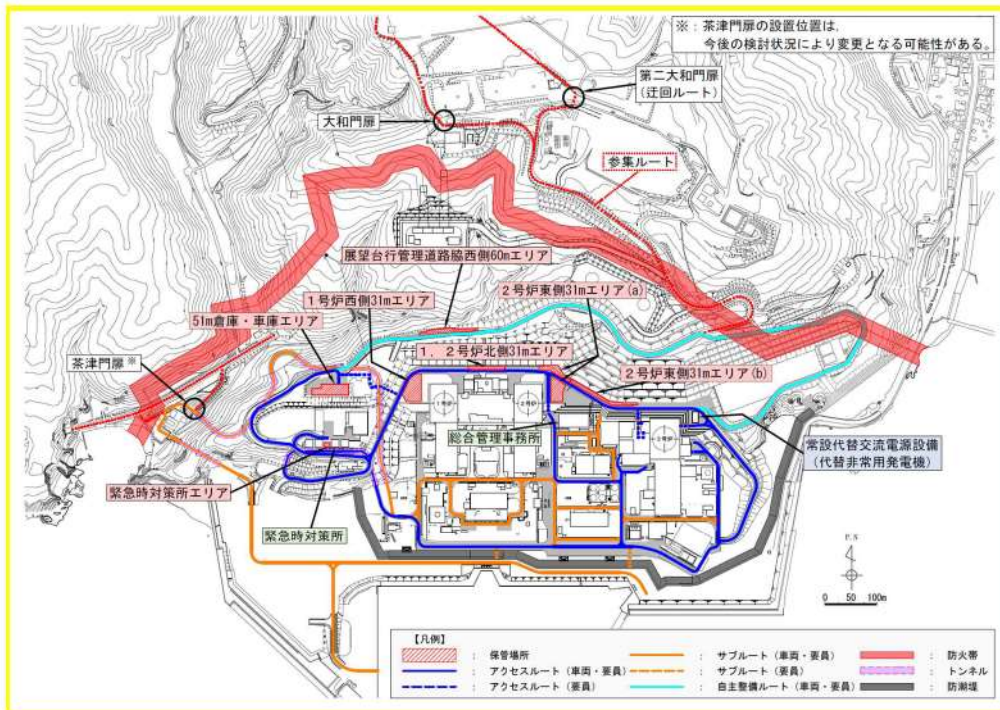 ※：茶津門扉の設置位置は、
今後の検討状況により変更となる可能性がある。
第二大和門扉
(迂回ルート)
大和門扉
参集ルート
展望台行管理道路脇西側60mエリア
1号炉西側31mエリア
2号炉東側31mエリア(a)
51m倉庫・車庫エリア
茶津門扉※
1、2号炉北側31mエリア
2号炉東側31mエリア(b)
1号炉
2号炉
総合管理事務所
常設代替交流電源設備
(代替非常用発電機)
緊急時対策所エリア
緊急時対策所
P.N
0 50 100m
【凡例】
： 保管場所
： サブルート（車両・要員）
： 防火帯
： アクセスルート（車両・要員）
： サブルート（要員）
： トンネル
： アクセスルート（要員）
： 自主整備ルート（車両・要員）
： 防潮堤